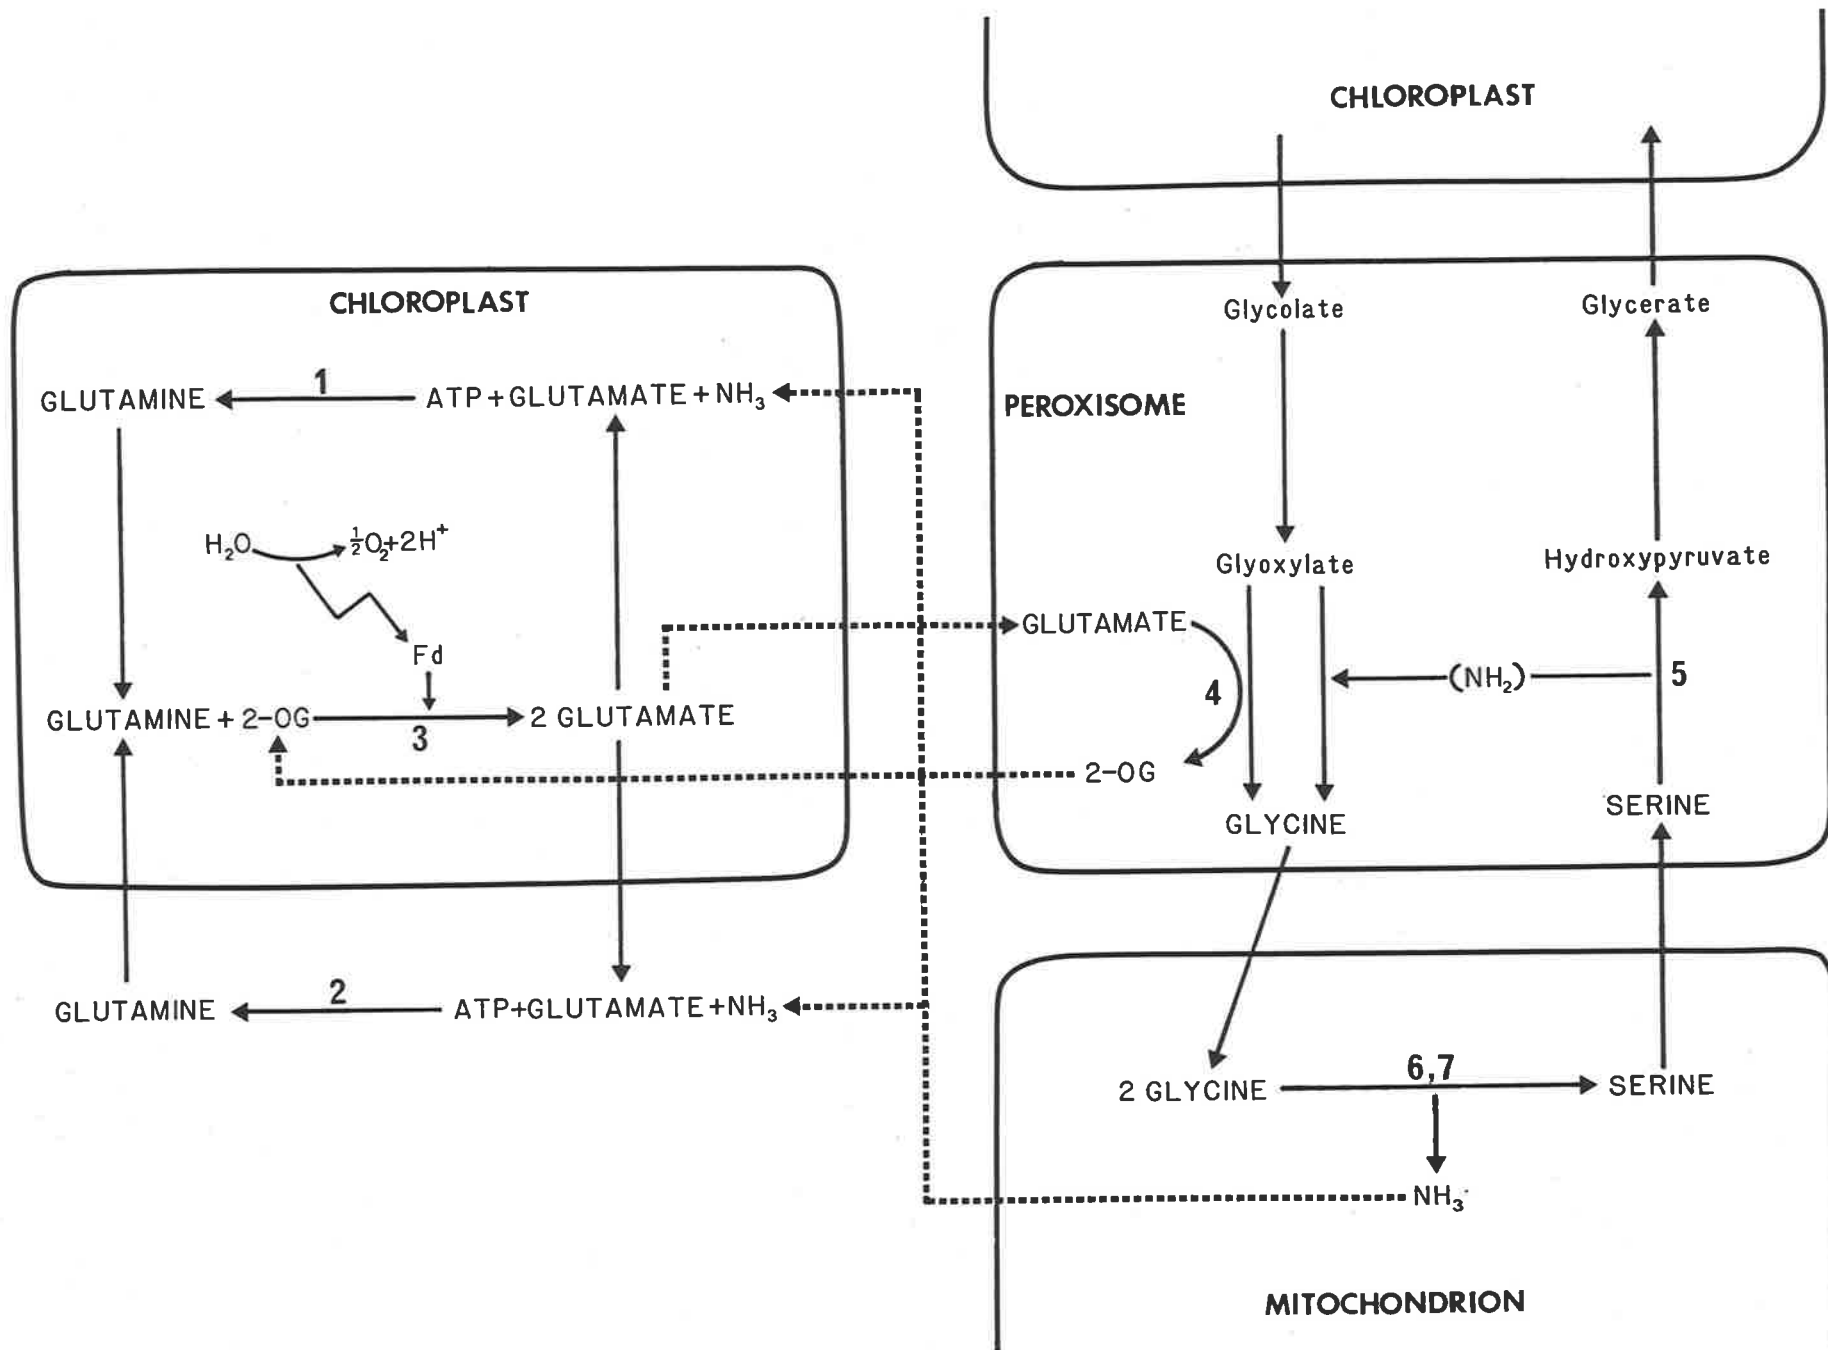 CHLOROPLAST
CHLOROPLAST
GLUTAMINE
1
ATP+GLUTAMATE+NH₃
H₂O
½O₂+2H⁺
Fd
GLUTAMINE+2-OG
3
2 GLUTAMATE
GLUTAMINE
2
ATP+GLUTAMATE+NH₃
Glycolate
Glycerate
PEROXISOME
Glyoxylate
Hydroxypyruvate
GLUTAMATE
4
(NH₂)
5
2-OG
GLYCINE
SERINE
2 GLYCINE
6,7
SERINE
NH₃
MITOCHONDRION